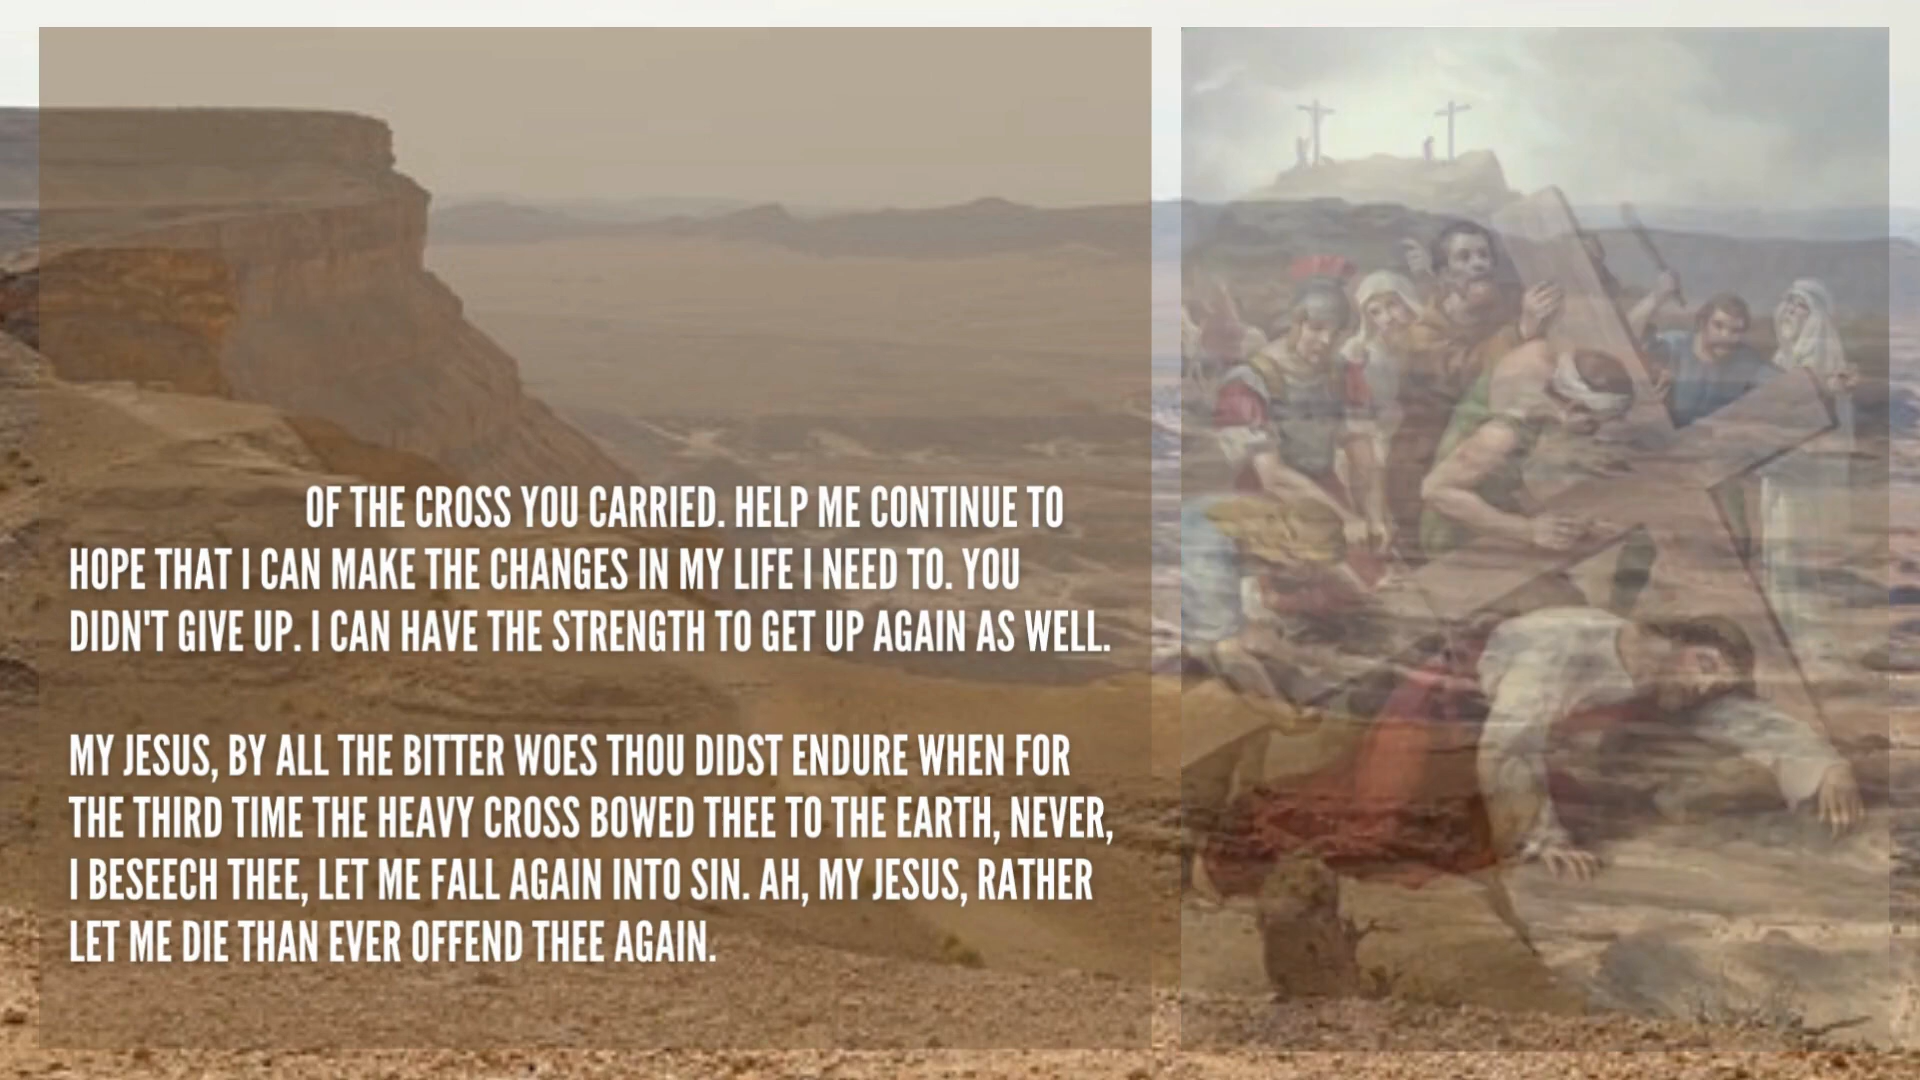 OF THE CROSS YOU CARRIED. HELP ME CONTINUE TO
HOPE THAT I CAN MAKE THE CHANGES IN MY LIFE I NEED TO. YOU
DIDN'T GIVE UP. I CAN HAVE THE STRENGTH TO GET UP AGAIN AS WELL.
MY JESUS, BY ALL THE BITTER WOES THOU DIDST ENDURE WHEN FOR
THE THIRD TIME THE HEAVY CROSS BOWED THEE TO THE EARTH, NEVER,
I BESEECH THEE, LET ME FALL AGAIN INTO SIN. AH, MY JESUS, RATHER
LET ME DIE THAN EVER OFFEND THEE AGAIN.